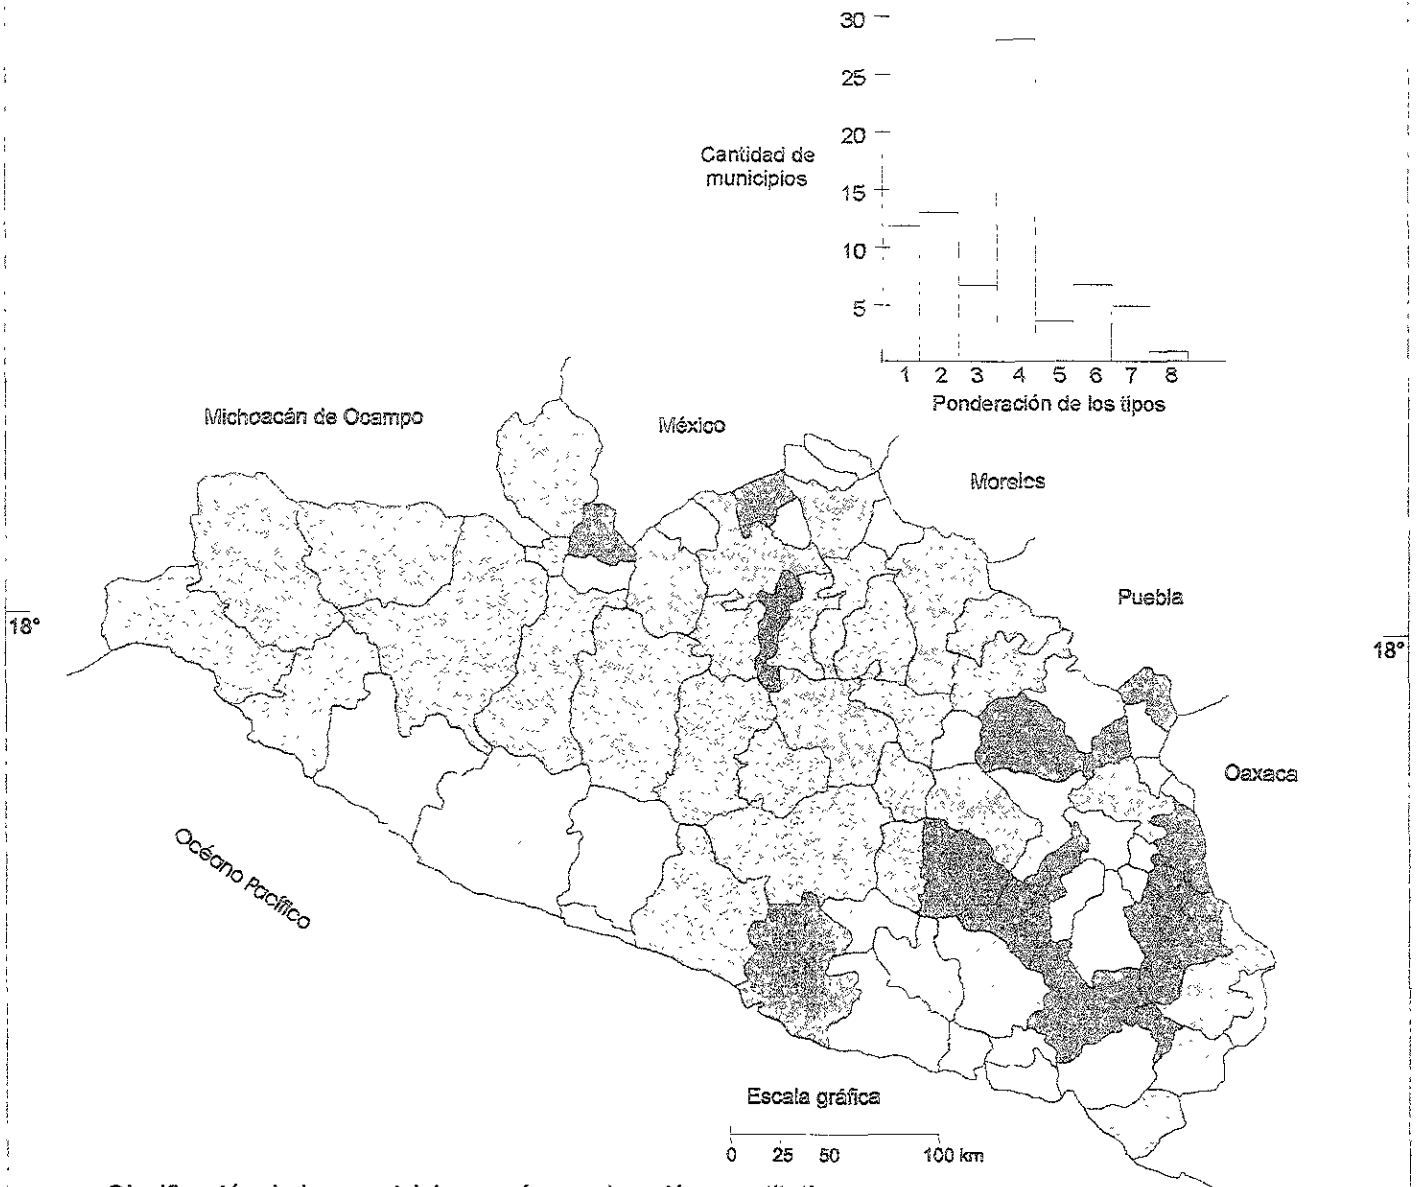 30
25
20
Cantidad de
municipios
15
10
5
1 2 3 4 5 6 7 8
Ponderación de los tipos
Michoacán de Ocampo
México
Morelos
Puebla
18°
18°
Oaxaca
Océano Pacífico
Escala gráfica
0 25 50 100 km